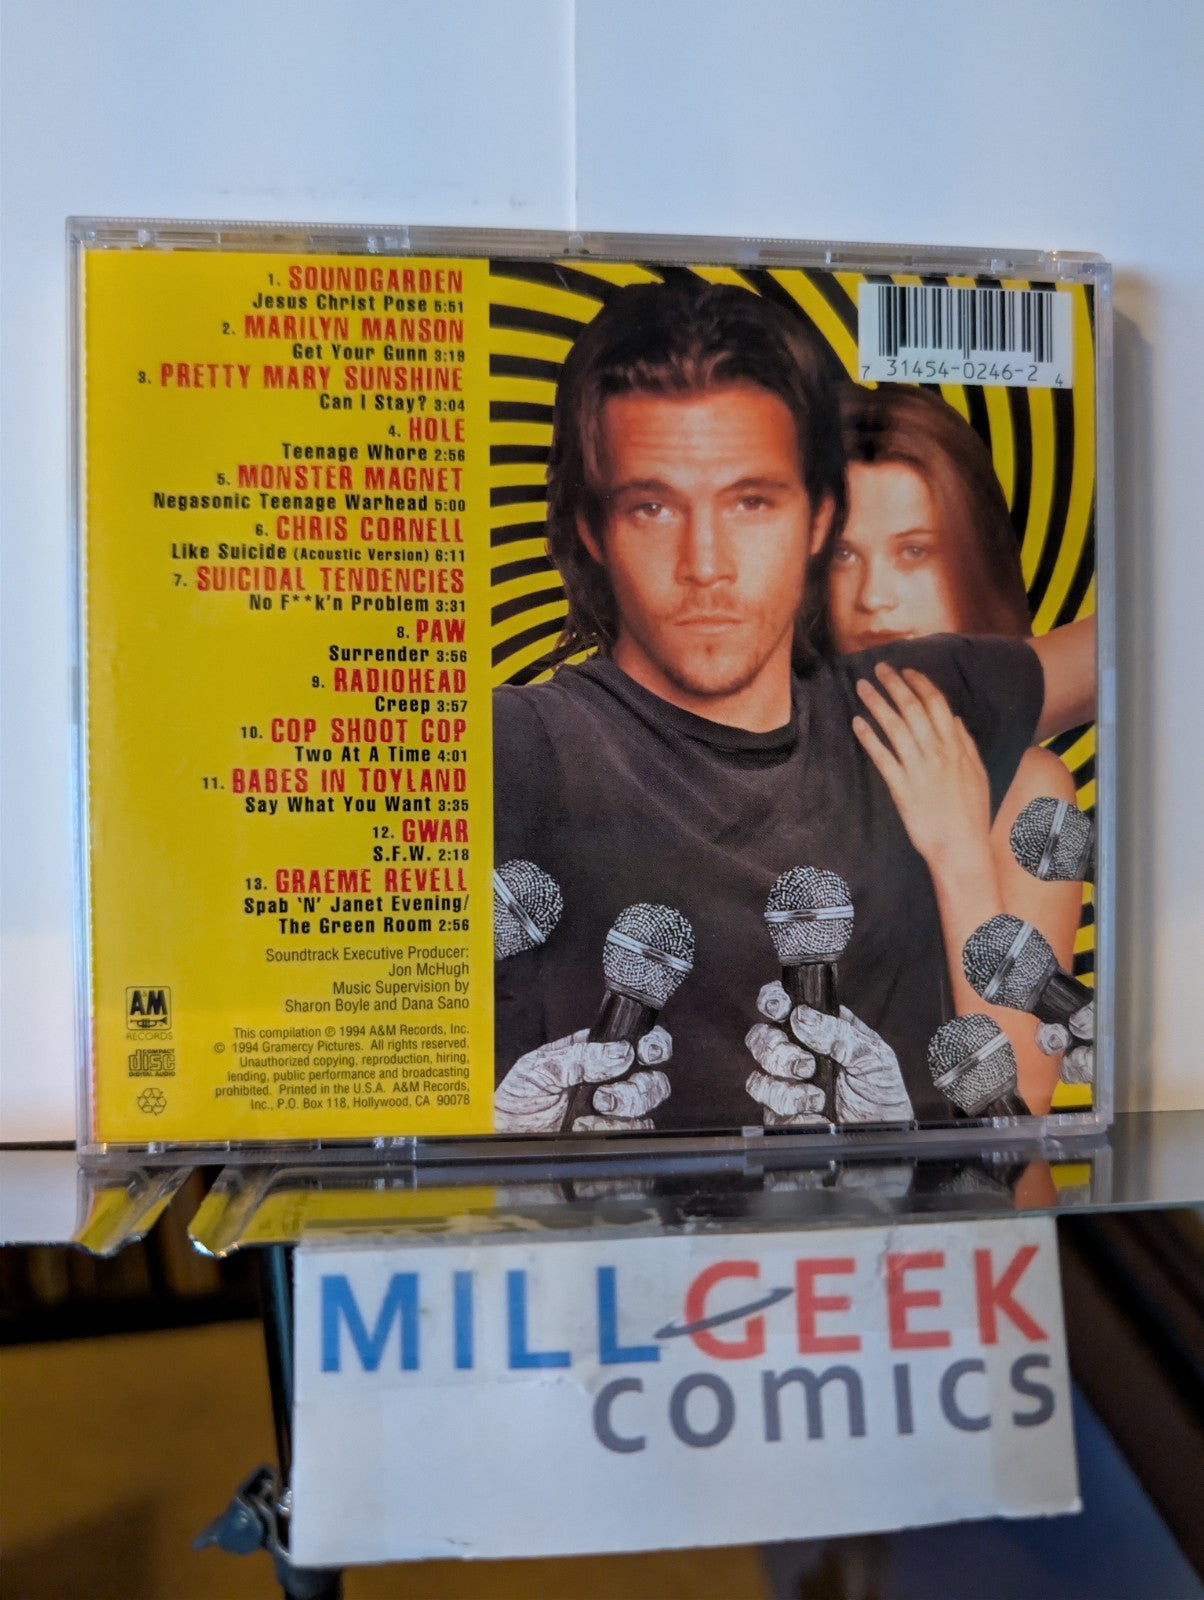 1. SOUNDGARDEN
Jesus Christ Pose 5:51
2. MARILYN MANSON
Get Your Gunn 3:19
3. PRETTY MARY SUNSHINE
Can I Stay? 3:04
4. HOLE
Teenage Whore 2:56
5. MONSTER MAGNET
Negasonic Teenage Warhead 5:00
6. CHRIS CORNELL
Like Suicide (Acoustic Version) 6:11
7. SUICIDAL TENDENCIES
No F**k'n Problem 3:31
8. PAW
Surrender 3:56
9. RADIOHEAD
Creep 3:57
10. COP SHOOT COP
Two At A Time 4:01
11. BABES IN TOYLAND
Say What You Want 3:35
12. GWAR
S.F.W. 2:18
13. GRAEME REVELL
Spab 'N' Janet Evening/
The Green Room 2:56
Soundtrack Executive Producer:
Jon McHugh
Music Supervision by
Sharon Boyle and Dana Sano
This compilation ℗ 1994 A&M Records, Inc.
© 1994 Gramercy Pictures. All rights reserved.
Unauthorized copying, reproduction, hiring,
lending, public performance and broadcasting
prohibited. Printed in the U.S.A. A&M Records,
Inc., P.O. Box 118, Hollywood, CA 90078
A&M
RECORDS
COMPACT
disc
DIGITAL AUDIO
7 31454-0246-2 4
MILLGEEK
comics